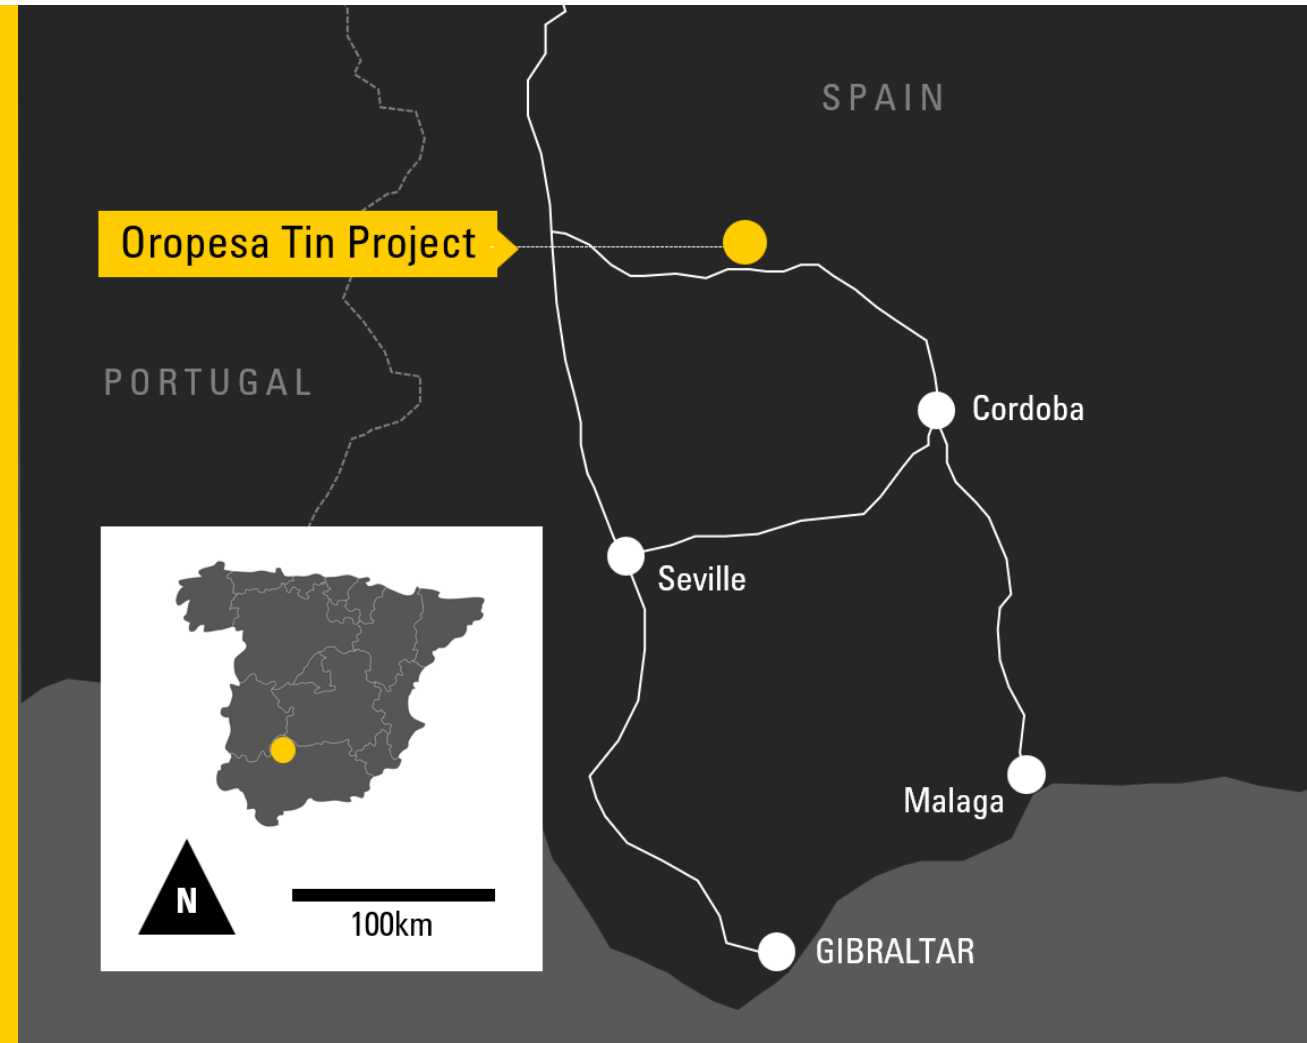 SPAIN
Oropesa Tin Project
PORTUGAL
Cordoba
Seville
Malaga
N
100km
GIBRALTAR